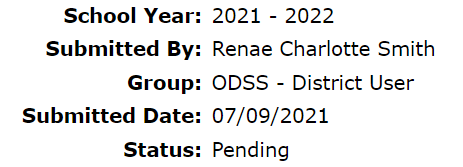 School Year: 2021 - 2022
Submitted By: Renae Charlotte Smith
Group: ODSS - District User
Submitted Date: 07/09/2021
Status: Pending